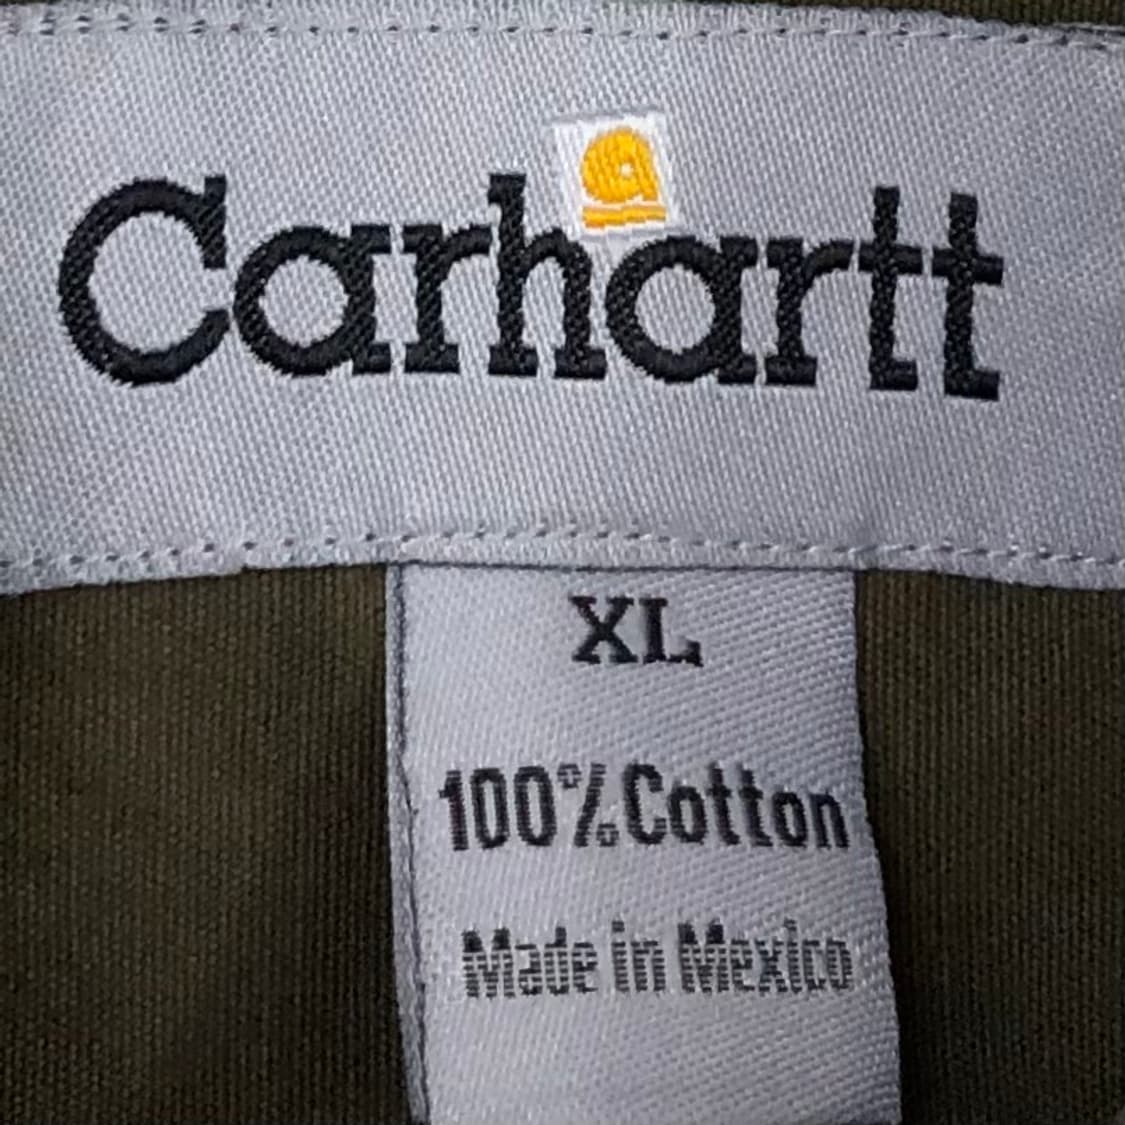 Carhartt
XL
100% Cotton
Made in Mexico